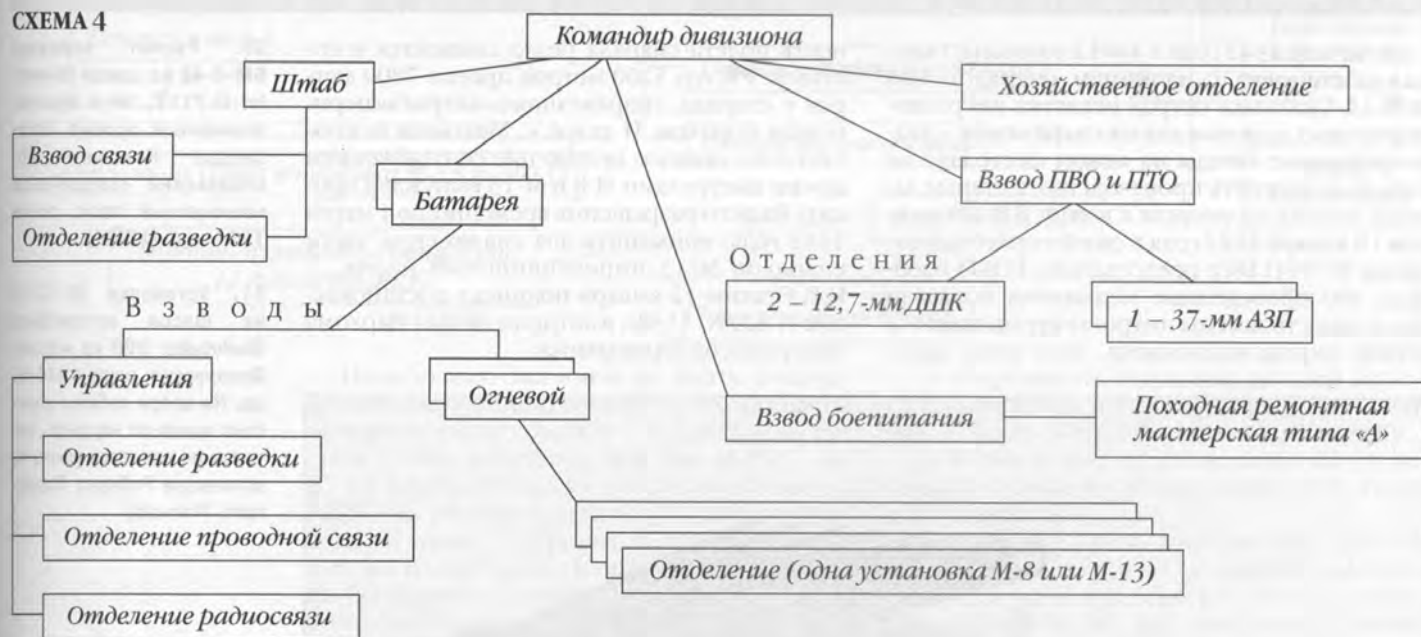 СХЕМА 4
Командир дивизиона
Штаб
Хозяйственное отделение
Взвод связи
Взвод ПВО и ПТО
Батарея
Отделение разведки
Отделения
2 – 12,7-мм ДПК
1 – 37-мм АЗП
Взводы
Управления
Огневой
Взвод боепитания
Походная ремонтная
мастерская типа «А»
Отделение разведки
Отделение проводной связи
Отделение (одна установка М-8 или М-13)
Отделение радиосвязи